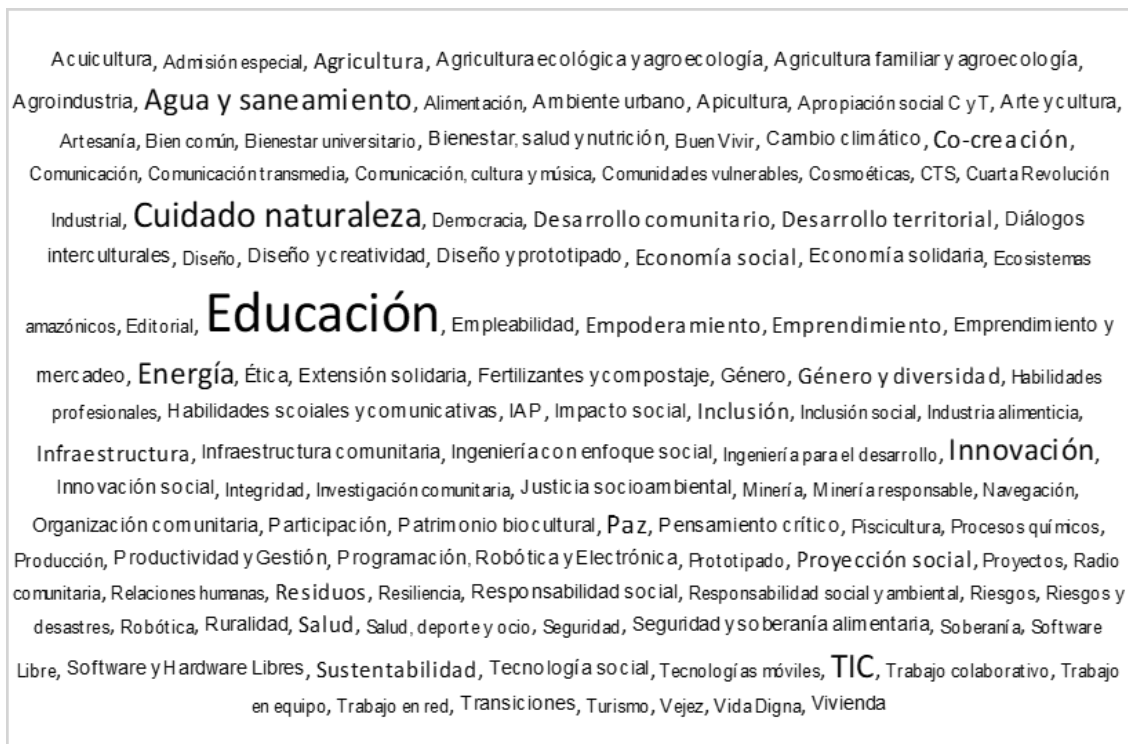 Acuicultura, Admisión especial, Agricultura, Agricultura ecológica y agroecología, Agricultura familiar y agroecología,
Agroindustria, Agua y saneamiento, Alimentación, Ambiente urbano, Apicultura, Apropiación social C y T, Arte y cultura,
Artesanía, Bien común, Bienestar universitario, Bienestar, salud y nutrición, Buen Vivir, Cambio climático, Co-creación,
Comunicación, Comunicación transmedia, Comunicación, cultura y música, Comunidades vulnerables, Cosmoéticas, CTS, Cuarta Revolución
Industrial, Cuidado naturaleza, Democracia, Desarrollo comunitario, Desarrollo territorial, Diálogos
interculturales, Diseño, Diseño y creatividad, Diseño y prototipado, Economía social, Economía solidaria, Ecosistemas
amazónicos, Editorial, Educación, Empleabilidad, Empoderamiento, Emprendimiento, Emprendimiento y
mercadeo, Energía, Ética, Extensión solidaria, Fertilizantes y compostaje, Género, Género y diversidad, Habilidades
profesionales, Habilidades scoiales y comunicativas, IAP, Impacto social, Inclusión, Inclusión social, Industria alimenticia,
Infraestructura, Infraestructura comunitaria, Ingeniería con enfoque social, Ingeniería para el desarrollo, Innovación,
Innovación social, Integridad, Investigación comunitaria, Justicia socioambiental, Minería, Minería responsable, Navegación,
Organización comunitaria, Participación, Patrimonio biocultural, Paz, Pensamiento crítico, Piscicultura, Procesos químicos,
Producción, Productividad y Gestión, Programación, Robótica y Electrónica, Prototipado, Proyección social, Proyectos, Radio
comunitaria, Relaciones humanas, Residuos, Resiliencia, Responsabilidad social, Responsabilidad social y ambiental, Riesgos, Riesgos y
desastres, Robótica, Ruralidad, Salud, Salud, deporte y ocio, Seguridad, Seguridad y soberanía alimentaria, Soberanía, Software
Libre, Software y Hardware Libres, Sustentabilidad, Tecnología social, Tecnologías móviles, TIC, Trabajo colaborativo, Trabajo
en equipo, Trabajo en red, Transiciones, Turismo, Vejez, Vida Digna, Vivienda